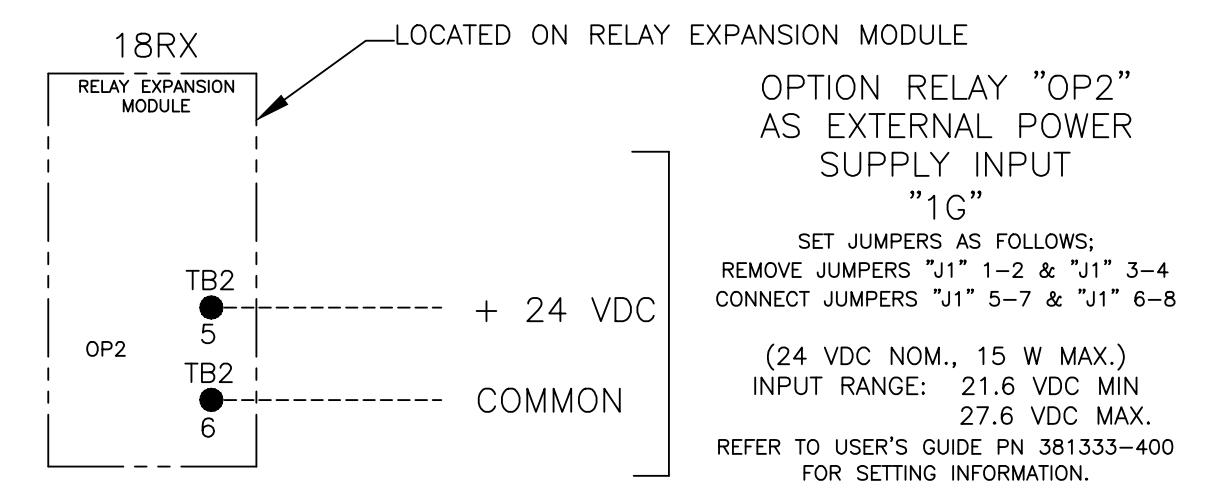 18RX
RELAY EXPANSION
MODULE
LOCATED ON RELAY EXPANSION MODULE
TB2
5
OP2
TB2
6
+ 24 VDC
COMMON
OPTION RELAY "OP2"
AS EXTERNAL POWER
SUPPLY INPUT
"1G"
SET JUMPERS AS FOLLOWS;
REMOVE JUMPERS "J1" 1-2 & "J1" 3-4
CONNECT JUMPERS "J1" 5-7 & "J1" 6-8
(24 VDC NOM., 15 W MAX.)
INPUT RANGE: 21.6 VDC MIN
27.6 VDC MAX.
REFER TO USER'S GUIDE PN 381333-400
FOR SETTING INFORMATION.